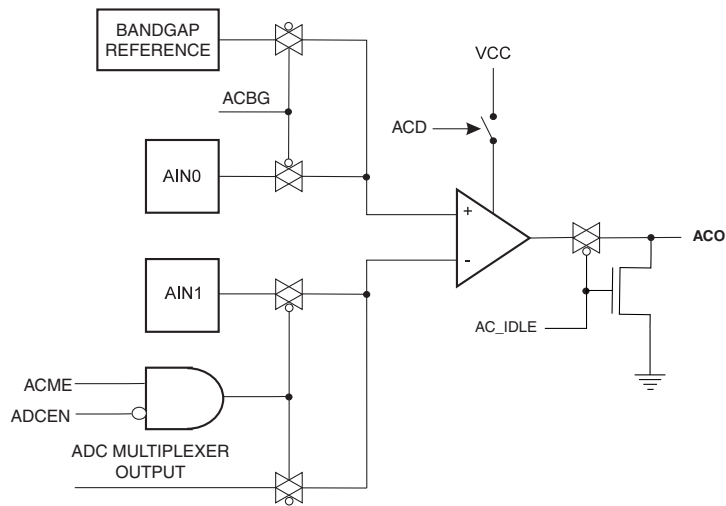 BANDGAP
REFERENCE
VCC
ACBG
ACD
AIN0
+
-
ACO
AIN1
AC_IDLE
ACME
ADCEN
ADC MULTIPLEXER
OUTPUT